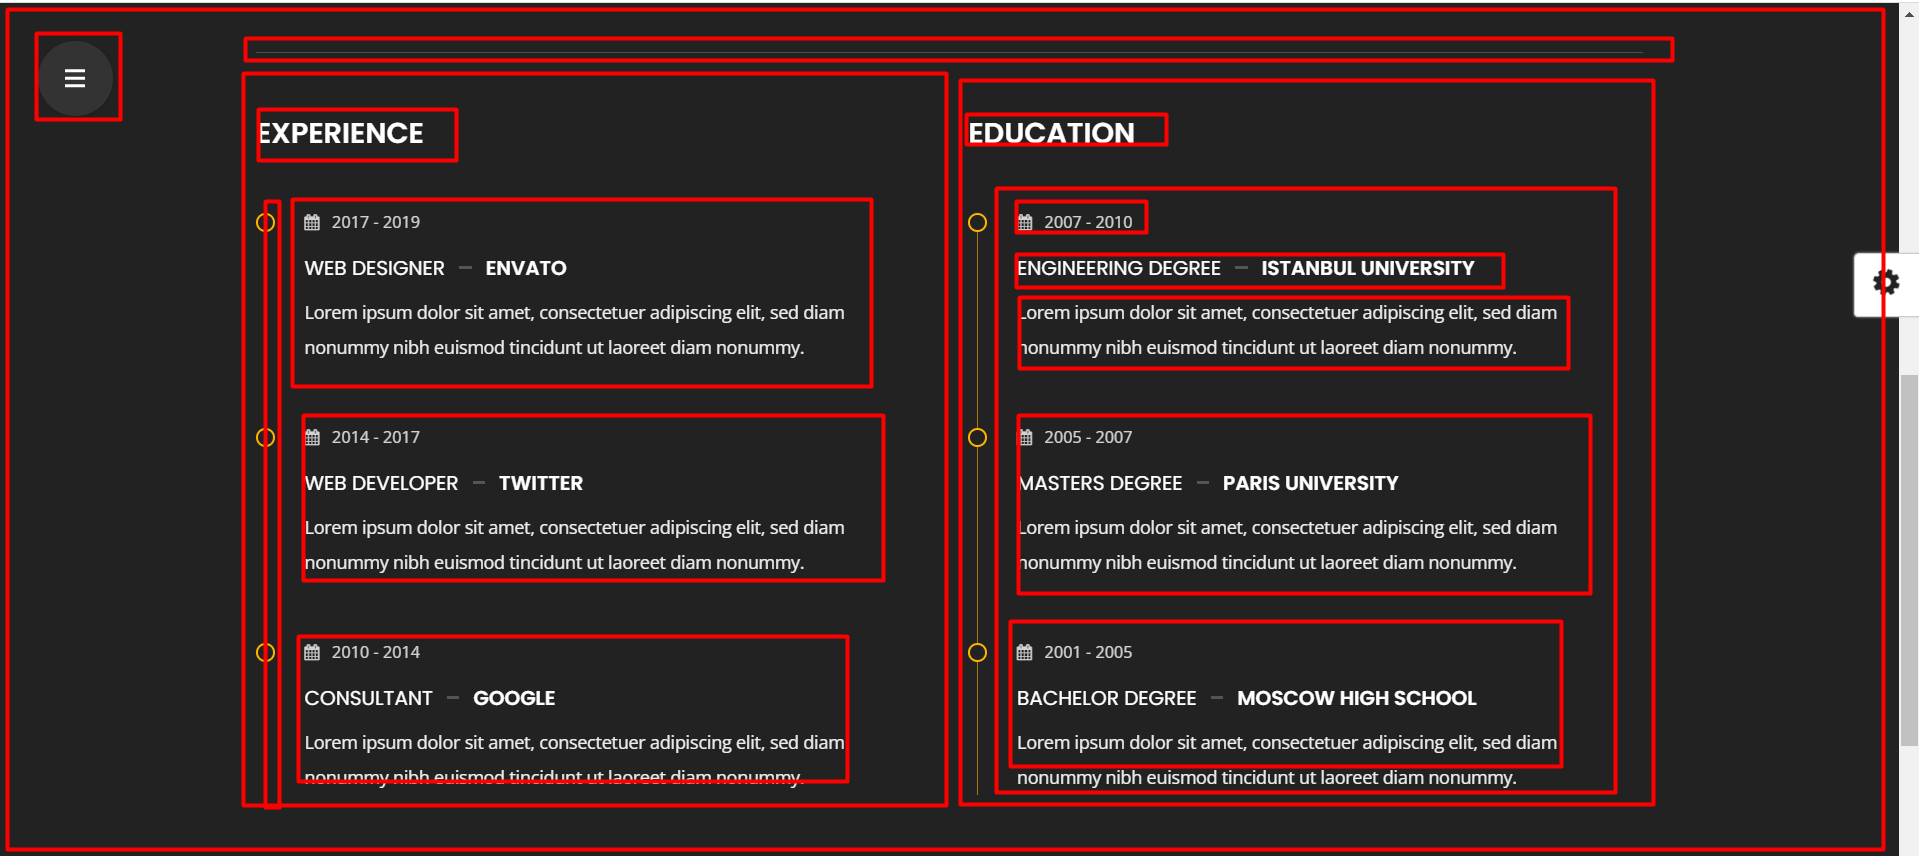 EXPERIENCE
2017 - 2019
WEB DESIGNER – ENVATO
Lorem ipsum dolor sit amet, consectetuer adipiscing elit, sed diam
nonummy nibh euismod tincidunt ut laoreet diam nonummy.
2014 - 2017
WEB DEVELOPER – TWITTER
Lorem ipsum dolor sit amet, consectetuer adipiscing elit, sed diam
nonummy nibh euismod tincidunt ut laoreet diam nonummy.
2010 - 2014
CONSULTANT – GOOGLE
Lorem ipsum dolor sit amet, consectetuer adipiscing elit, sed diam
nonummy nibh euismod tincidunt ut laoreet diam nonummy.
EDUCATION
2007 - 2010
ENGINEERING DEGREE – ISTANBUL UNIVERSITY
Lorem ipsum dolor sit amet, consectetuer adipiscing elit, sed diam
nonummy nibh euismod tincidunt ut laoreet diam nonummy.
2005 - 2007
MASTERS DEGREE – PARIS UNIVERSITY
Lorem ipsum dolor sit amet, consectetuer adipiscing elit, sed diam
nonummy nibh euismod tincidunt ut laoreet diam nonummy.
2001 - 2005
BACHELOR DEGREE – MOSCOW HIGH SCHOOL
Lorem ipsum dolor sit amet, consectetuer adipiscing elit, sed diam
nonummy nibh euismod tincidunt ut laoreet diam nonummy.